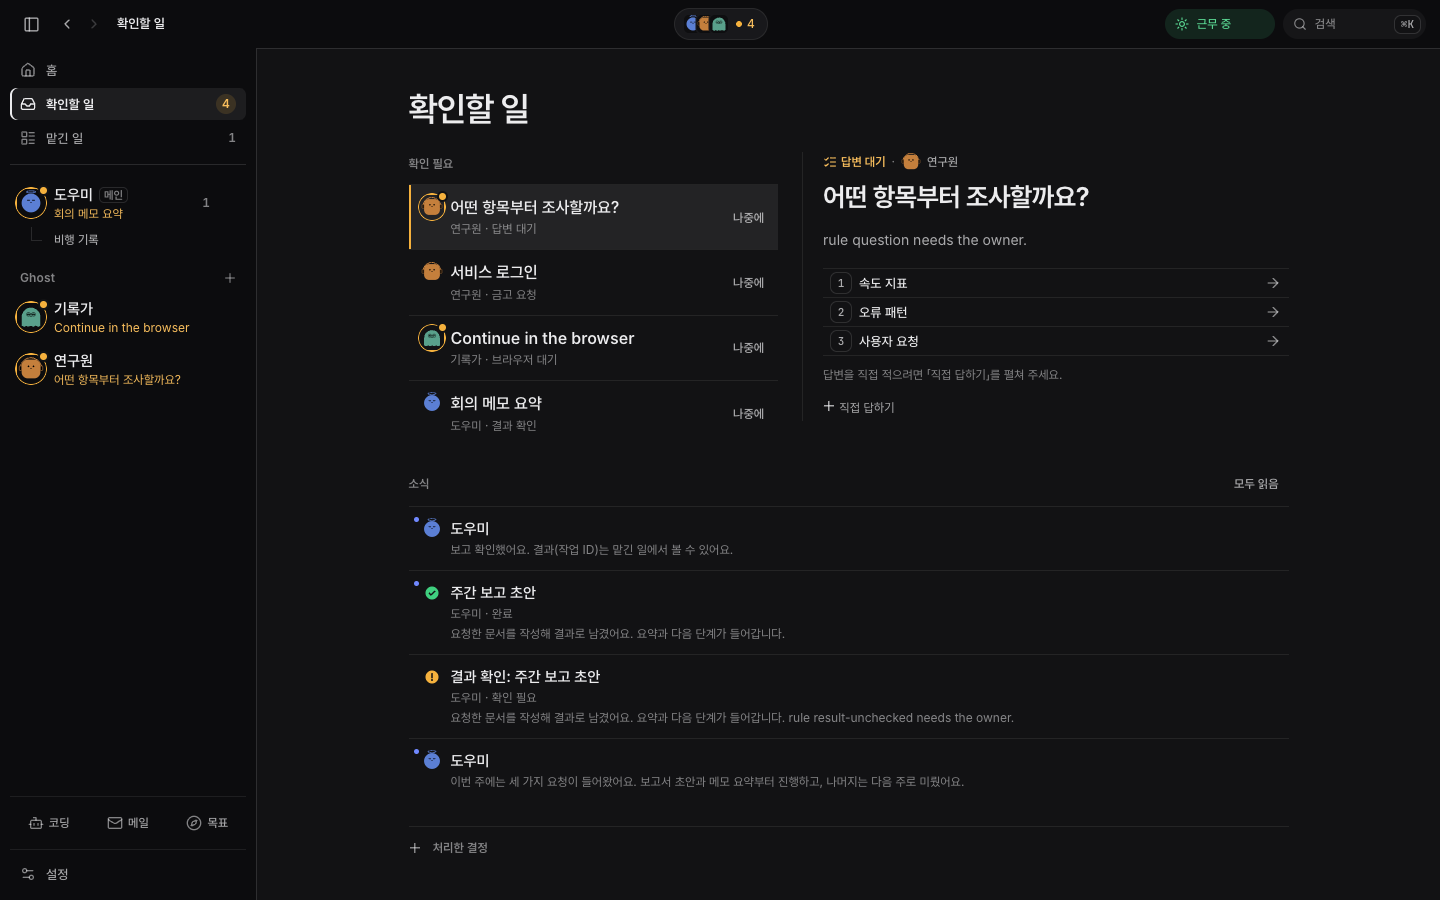 확인할 일
4
근무 중
검색
⌘K
홈
확인할 일
4
맡긴 일
1
도우미
메인
회의 메모 요약
1
비행 기록
Ghost
기록가
Continue in the browser
연구원
어떤 항목부터 조사할까요?
코딩
메일
목표
설정
확인할 일
확인 필요
어떤 항목부터 조사할까요?
연구원 · 답변 대기
나중에
서비스 로그인
연구원 · 금고 요청
나중에
Continue in the browser
기록가 · 브라우저 대기
나중에
회의 메모 요약
도우미 · 결과 확인
나중에
답변 대기 · 연구원
어떤 항목부터 조사할까요?
rule question needs the owner.
1 속도 지표
2 오류 패턴
3 사용자 요청
답변을 직접 적으려면 「직접 답하기」를 펼쳐 주세요.
직접 답하기
소식
모두 읽음
도우미
보고 확인했어요. 결과(작업 ID)는 맡긴 일에서 볼 수 있어요.
주간 보고 초안
도우미 · 완료
요청한 문서를 작성해 결과로 남겼어요. 요약과 다음 단계가 들어갑니다.
결과 확인: 주간 보고 초안
도우미 · 확인 필요
요청한 문서를 작성해 결과로 남겼어요. 요약과 다음 단계가 들어갑니다. rule result-unchecked needs the owner.
도우미
이번 주에는 세 가지 요청이 들어왔어요. 보고서 초안과 메모 요약부터 진행하고, 나머지는 다음 주로 미뤘어요.
처리한 결정